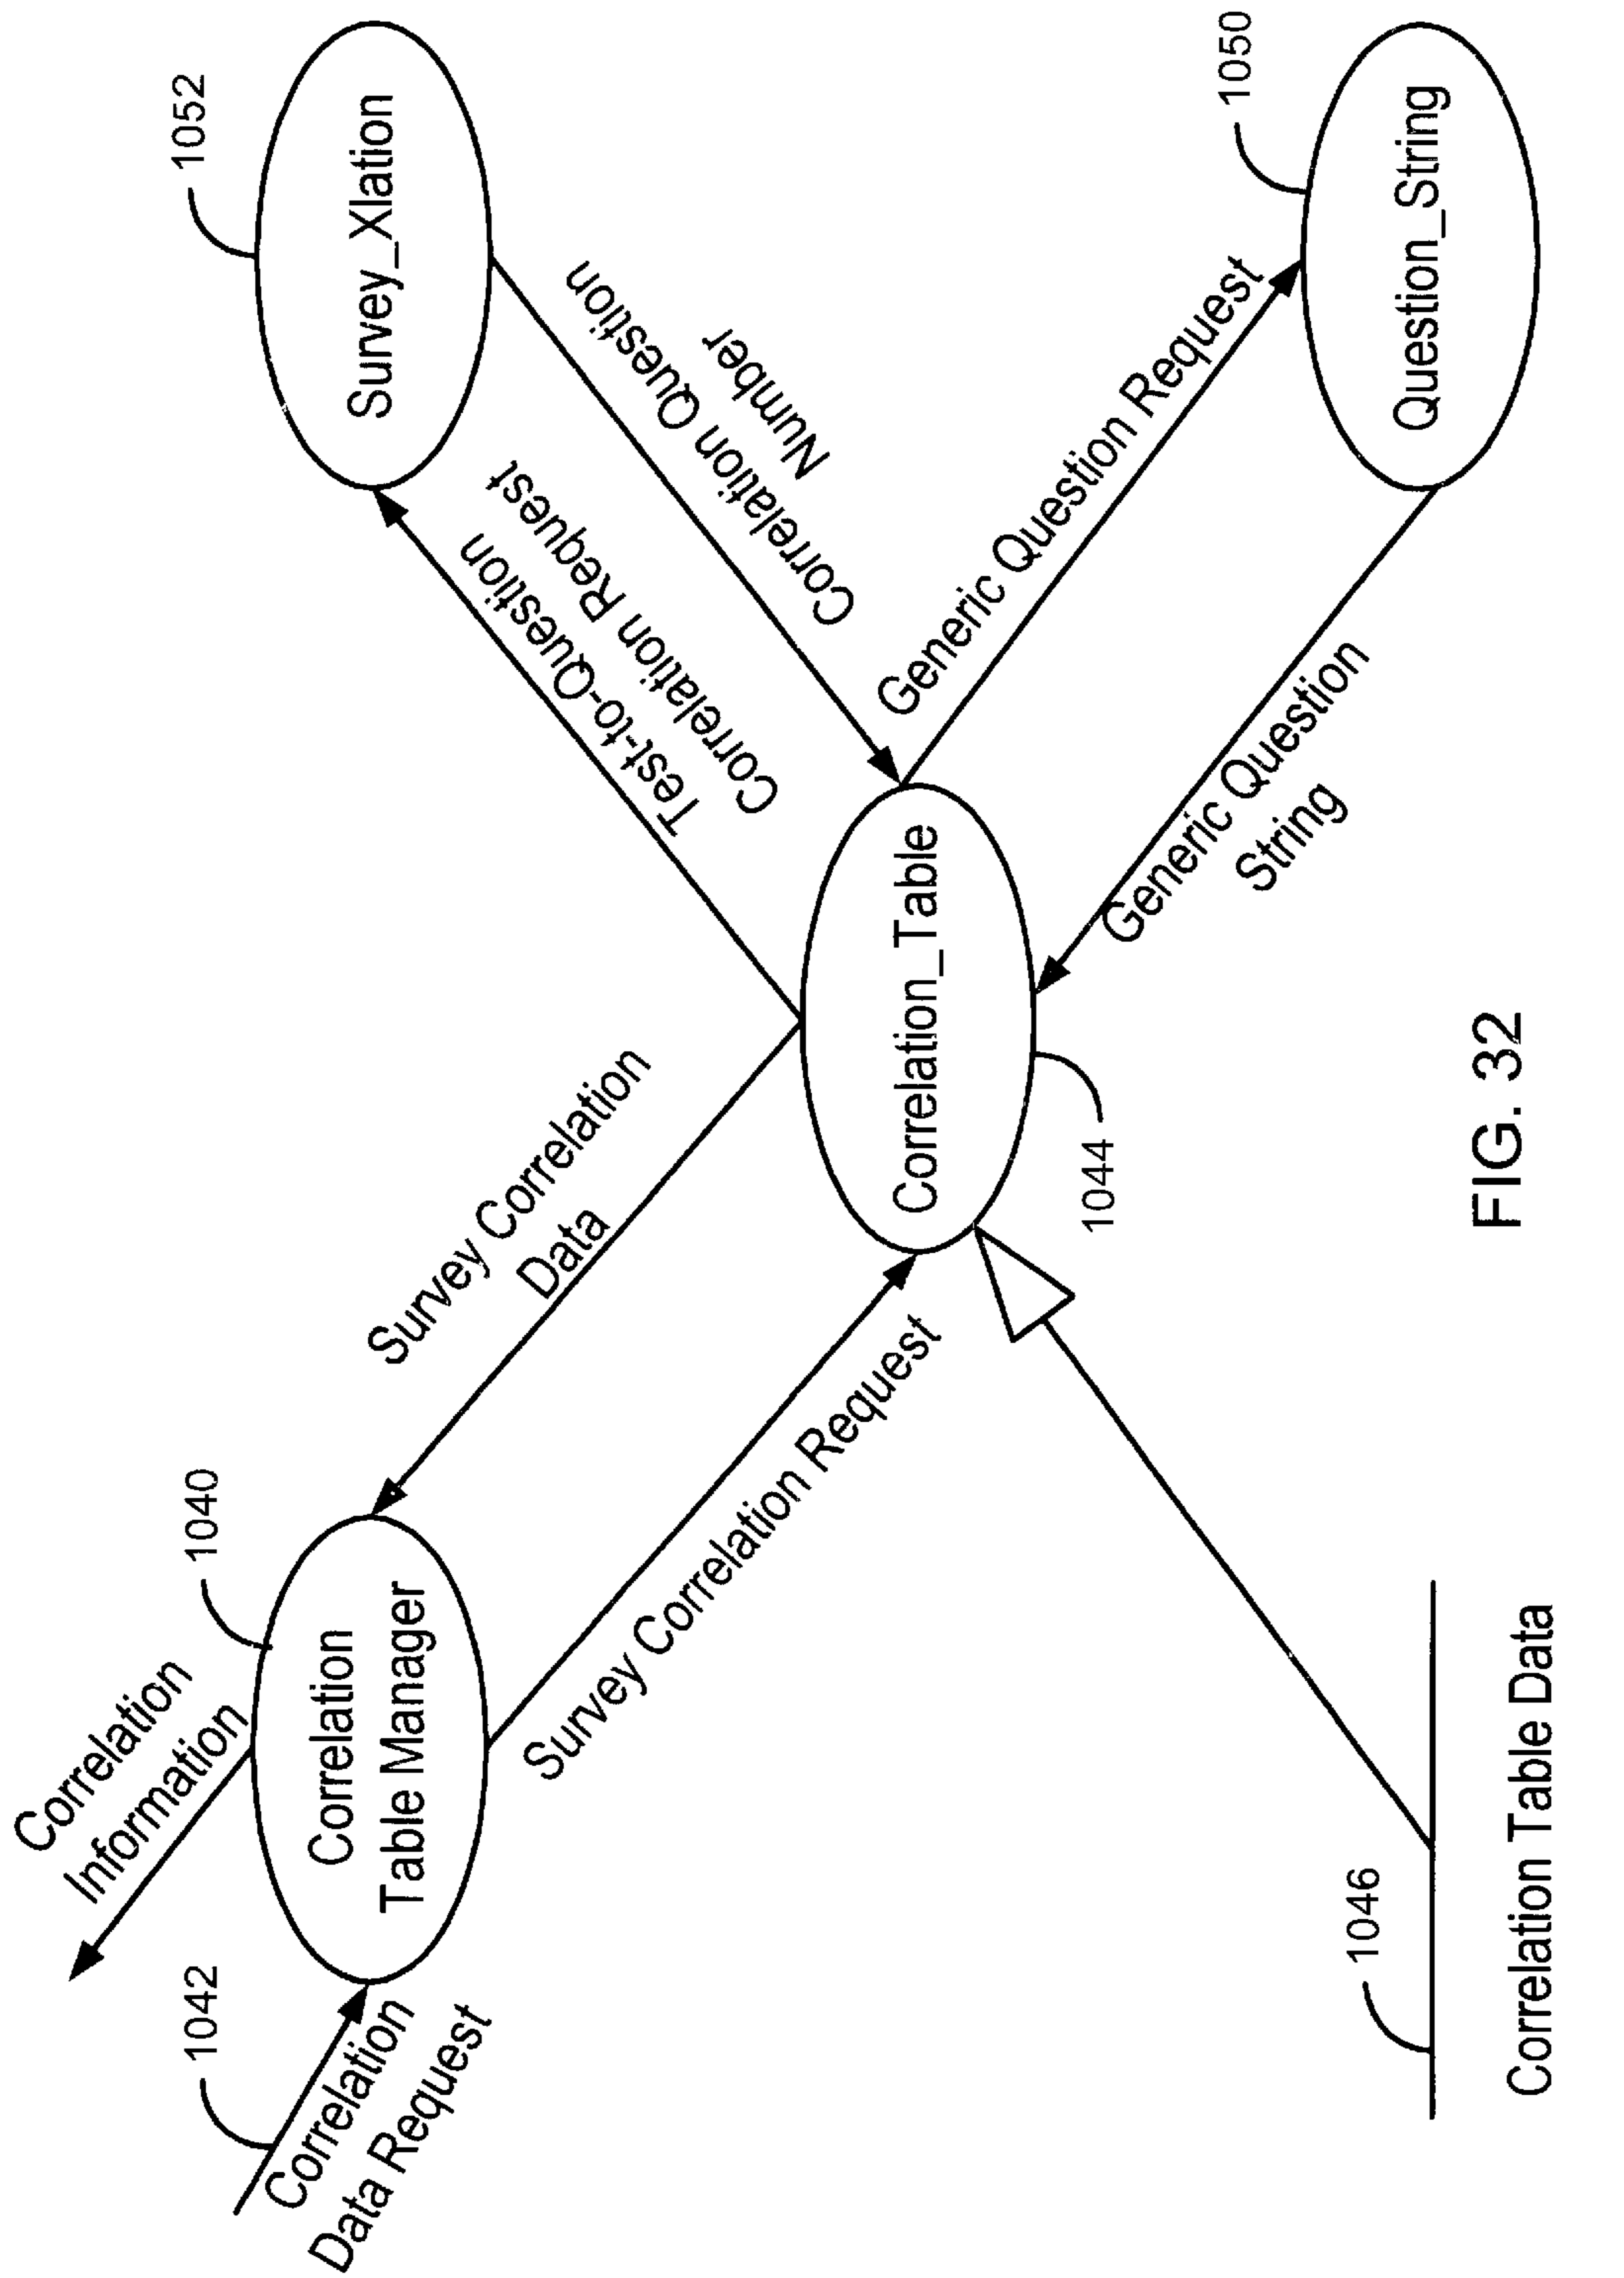 Correlation
Information
1040
1042
Correlation
Table Manager
Correlation
Data Request
Survey Correlation
Data
Survey Correlation Request
1052
Survey_Xlation
Test-to-Question
Correlation Request
Correlation Question
Number
Correlation_Table
1044
Generic Question Request
Generic Question
String
1050
Question_String
1046
Correlation Table Data
FIG. 32